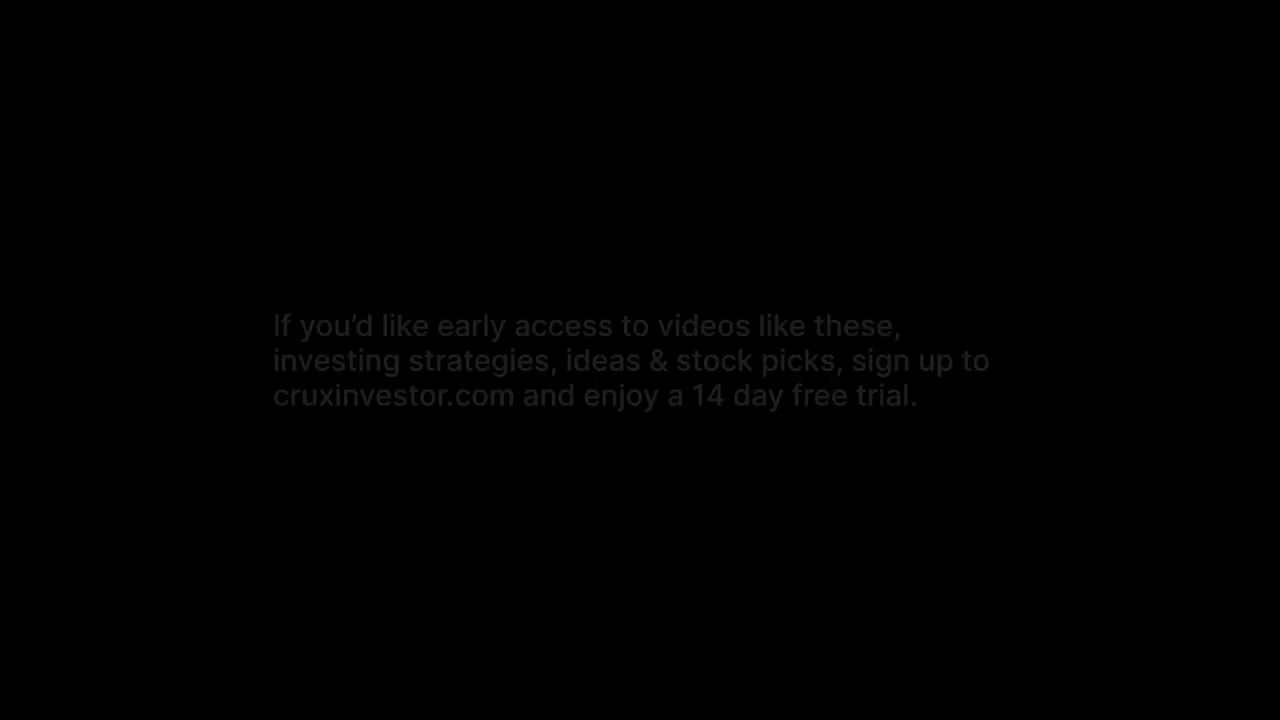 If you’d like early access to videos like these,
investing strategies, ideas & stock picks, sign up to
cruxinvestor.com and enjoy a 14 day free trial.